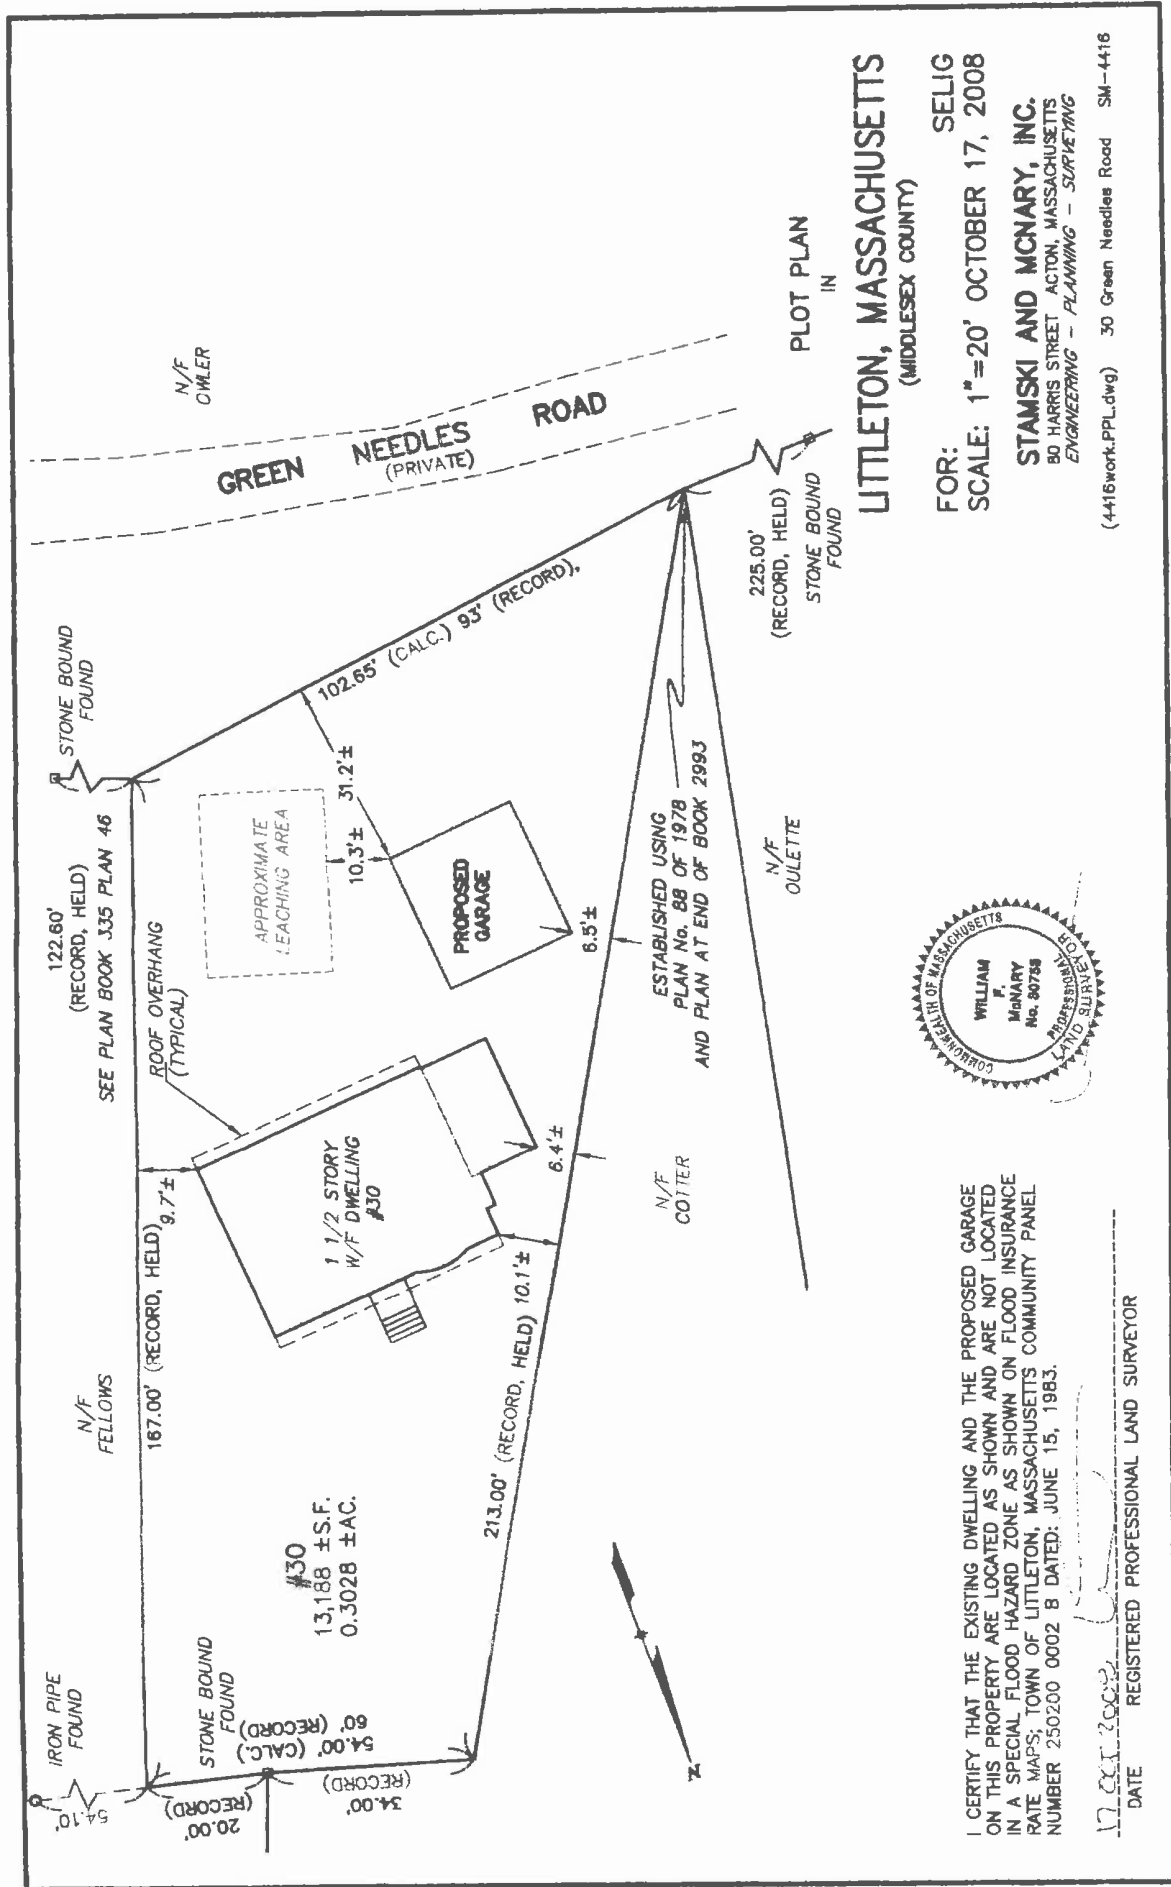 IRON PIPE
FOUND
54.10'
20.00'
(RECORD)
STONE BOUND
FOUND
34.00'
(RECORD)
54.00' (CALC.)
60' (RECORD)
N/F
FELLOWS
167.00' (RECORD, HELD)
#30
13,188 ±S.F.
0.3028 ±AC.
122.60'
(RECORD, HELD)
SEE PLAN BOOK 335 PLAN 46
ROOF OVERHANG
(TYPICAL)
9.7'±
1 1/2 STORY
W/F DWELLING
#30
STONE BOUND
FOUND
APPROXIMATE
LEACHING AREA
10.3'±
31.2'±
PROPOSED
GARAGE
6.5'±
6.4'±
10.1'±
213.00' (RECORD, HELD)
102.65' (CALC.) 93' (RECORD),
N/F
OWLER
GREEN NEEDLES ROAD
(PRIVATE)
ESTABLISHED USING
PLAN No. 88 OF 1978
AND PLAN AT END OF BOOK 2993
N/F
COTTER
N/F
OULETTE
225.00'
(RECORD, HELD)
STONE BOUND
FOUND
N
COMMONWEALTH OF MASSACHUSETTS
WILLIAM
F.
McNARY
No. 30755
PROFESSIONAL
LAND SURVEYOR
I CERTIFY THAT THE EXISTING DWELLING AND THE PROPOSED GARAGE
ON THIS PROPERTY ARE LOCATED AS SHOWN AND ARE NOT LOCATED
IN A SPECIAL FLOOD HAZARD ZONE AS SHOWN ON FLOOD INSURANCE
RATE MAPS; TOWN OF LITTLETON, MASSACHUSETTS COMMUNITY PANEL
NUMBER 250200 0002 B DATED: JUNE 15, 1983.
17 OCT 2008
DATE REGISTERED PROFESSIONAL LAND SURVEYOR
PLOT PLAN
IN
LITTLETON, MASSACHUSETTS
(MIDDLESEX COUNTY)
FOR: SELIG
SCALE: 1"=20' OCTOBER 17, 2008
STAMSKI AND MCNARY, INC.
80 HARRIS STREET ACTON, MASSACHUSETTS
ENGINEERING - PLANNING - SURVEYING
(4416work.PPL.dwg) 30 Green Needles Road SM-4416